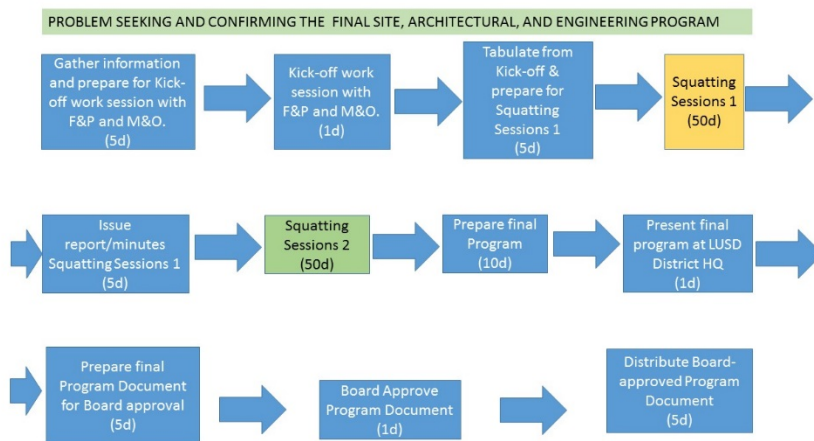 PROBLEM SEEKING AND CONFIRMING THE FINAL SITE, ARCHITECTURAL, AND ENGINEERING PROGRAM
Gather information
and prepare for Kick-
off work session with
F&P and M&O.
(5d)
Kick-off work
session with
F&P and M&O.
(1d)
Tabulate from
Kick-off &
prepare for
Squatting
Sessions 1
(5d)
Squatting
Sessions 1
(50d)
Issue
report/minutes
Squatting Sessions 1
(5d)
Squatting
Sessions 2
(50d)
Prepare final
Program
(10d)
Present final
program at LUSD
District HQ
(1d)
Prepare final
Program Document
for Board approval
(5d)
Board Approve
Program Document
(1d)
Distribute Board-
approved Program
Document
(5d)